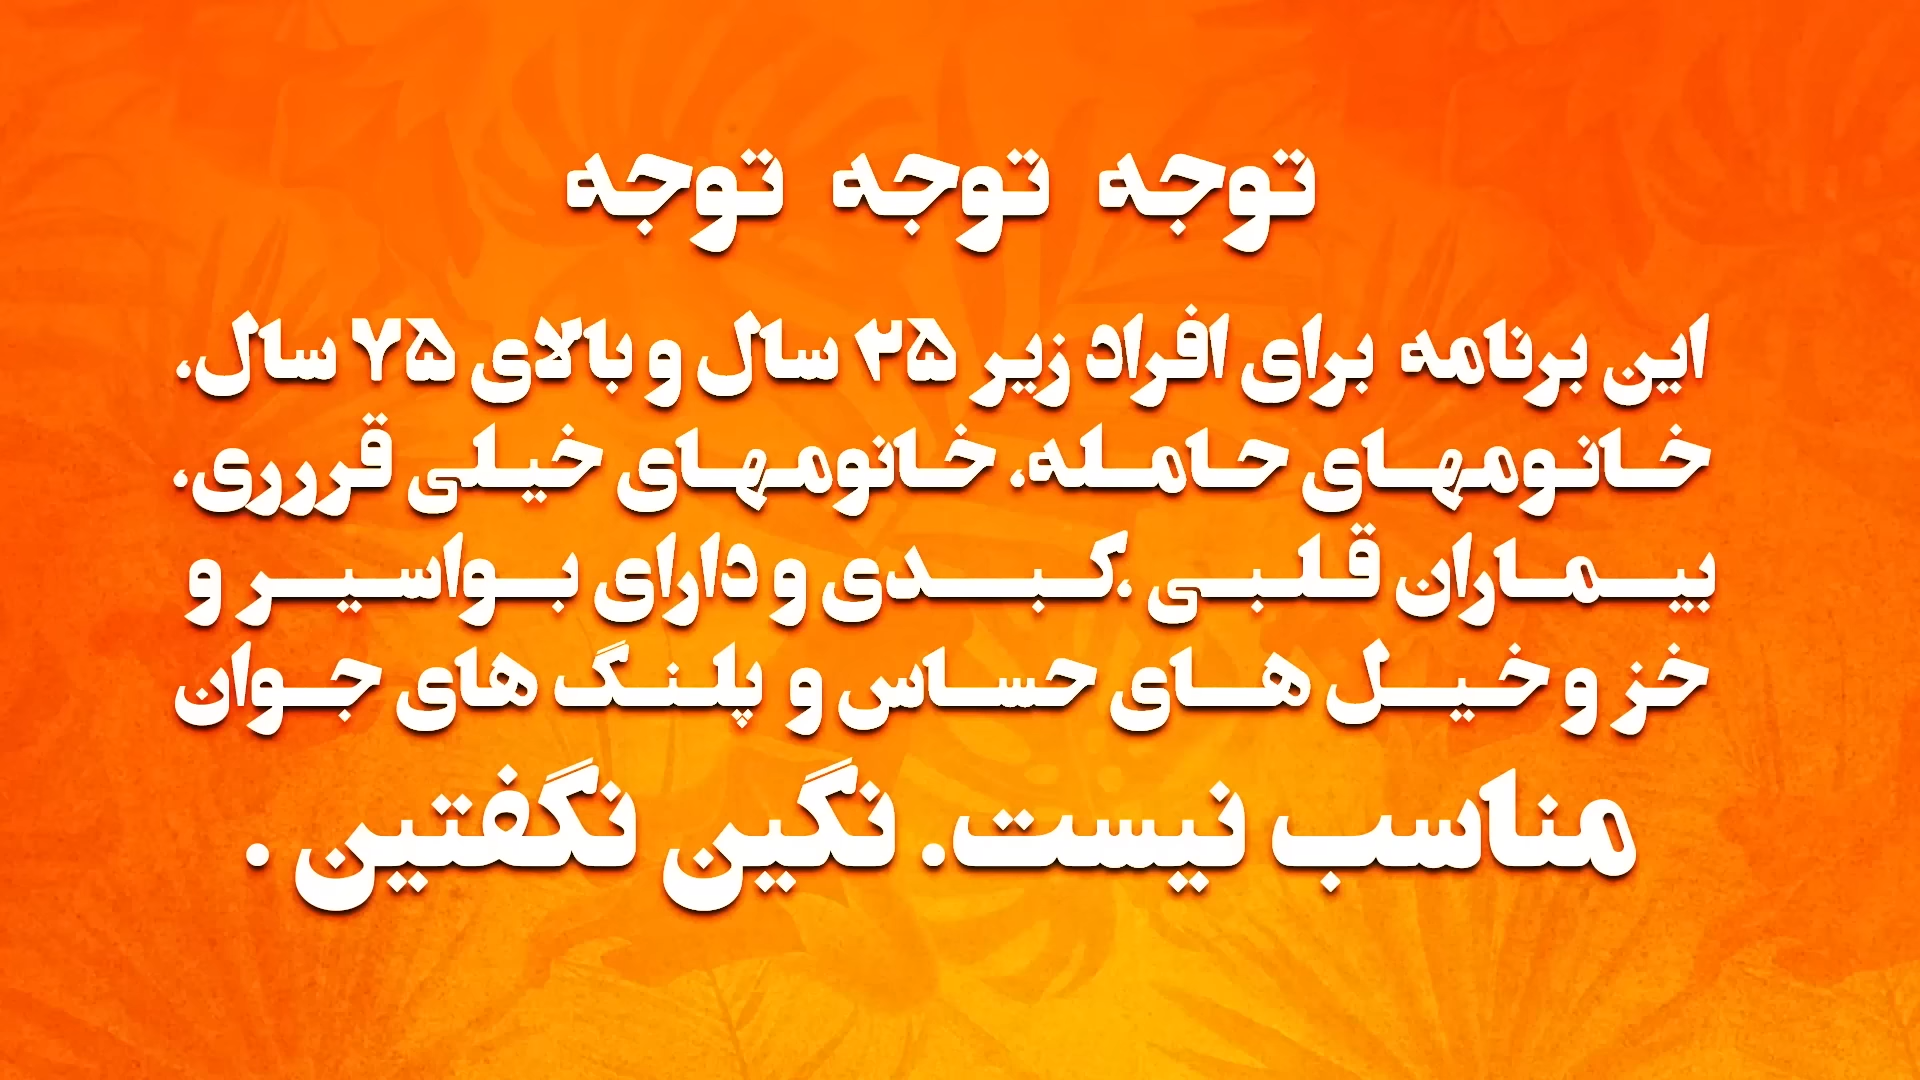 توجه توجه توجه
این برنامه برای افراد زیر ۲۵ سال و بالای ۷۵ سال،
خانومهای حامله، خانومهای خیلی قررری،
بیماران قلبی ،کبدی و دارای بواسیر و
خز و خیل های حساس و پلنگ های جوان
مناسب نیست. نگین نگفتین .